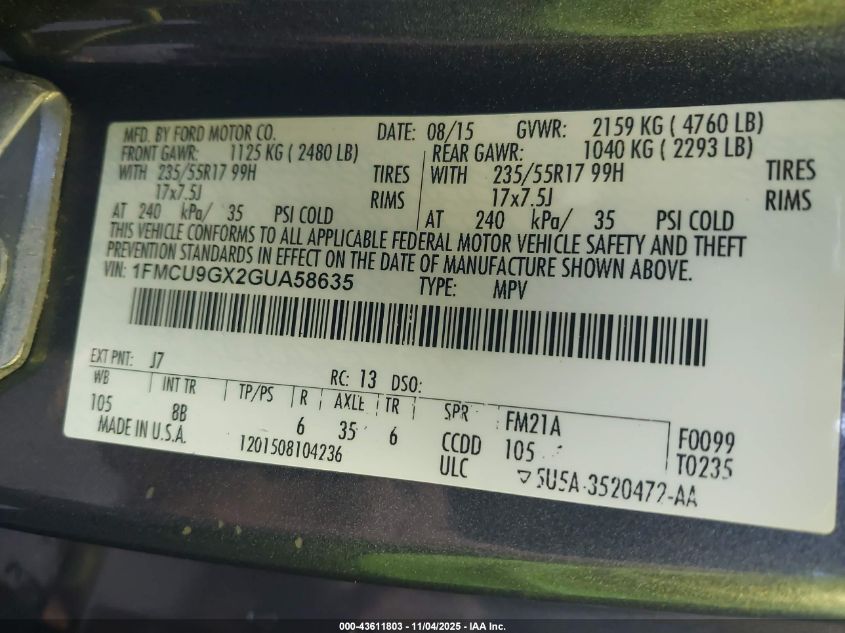 MFD. BY FORD MOTOR CO. DATE: 08/15 GVWR: 2159 KG ( 4760 LB)
FRONT GAWR: 1125 KG ( 2480 LB) REAR GAWR: 1040 KG ( 2293 LB)
WITH 235/55R17 99H TIRES WITH 235/55R17 99H TIRES
17x7.5J RIMS 17x7.5J RIMS
AT 240 kPa/ 35 PSI COLD AT 240 kPa/ 35 PSI COLD
THIS VEHICLE CONFORMS TO ALL APPLICABLE FEDERAL MOTOR VEHICLE SAFETY AND THEFT
PREVENTION STANDARDS IN EFFECT ON THE DATE OF MANUFACTURE SHOWN ABOVE.
VIN: 1FMCU9GX2GUA58635 TYPE: MPV
EXT PNT: J7 RC: 13 DSO:
WB INT TR TP/PS R AXLE TR SPR FM21A F0099
105 8B 6 35 6 CCDD 105 T0235
MADE IN U.S.A. 1201508104236 ULC 5U5A-3520472-AA
000-43611803 - 11/04/2025 - IAA Inc.